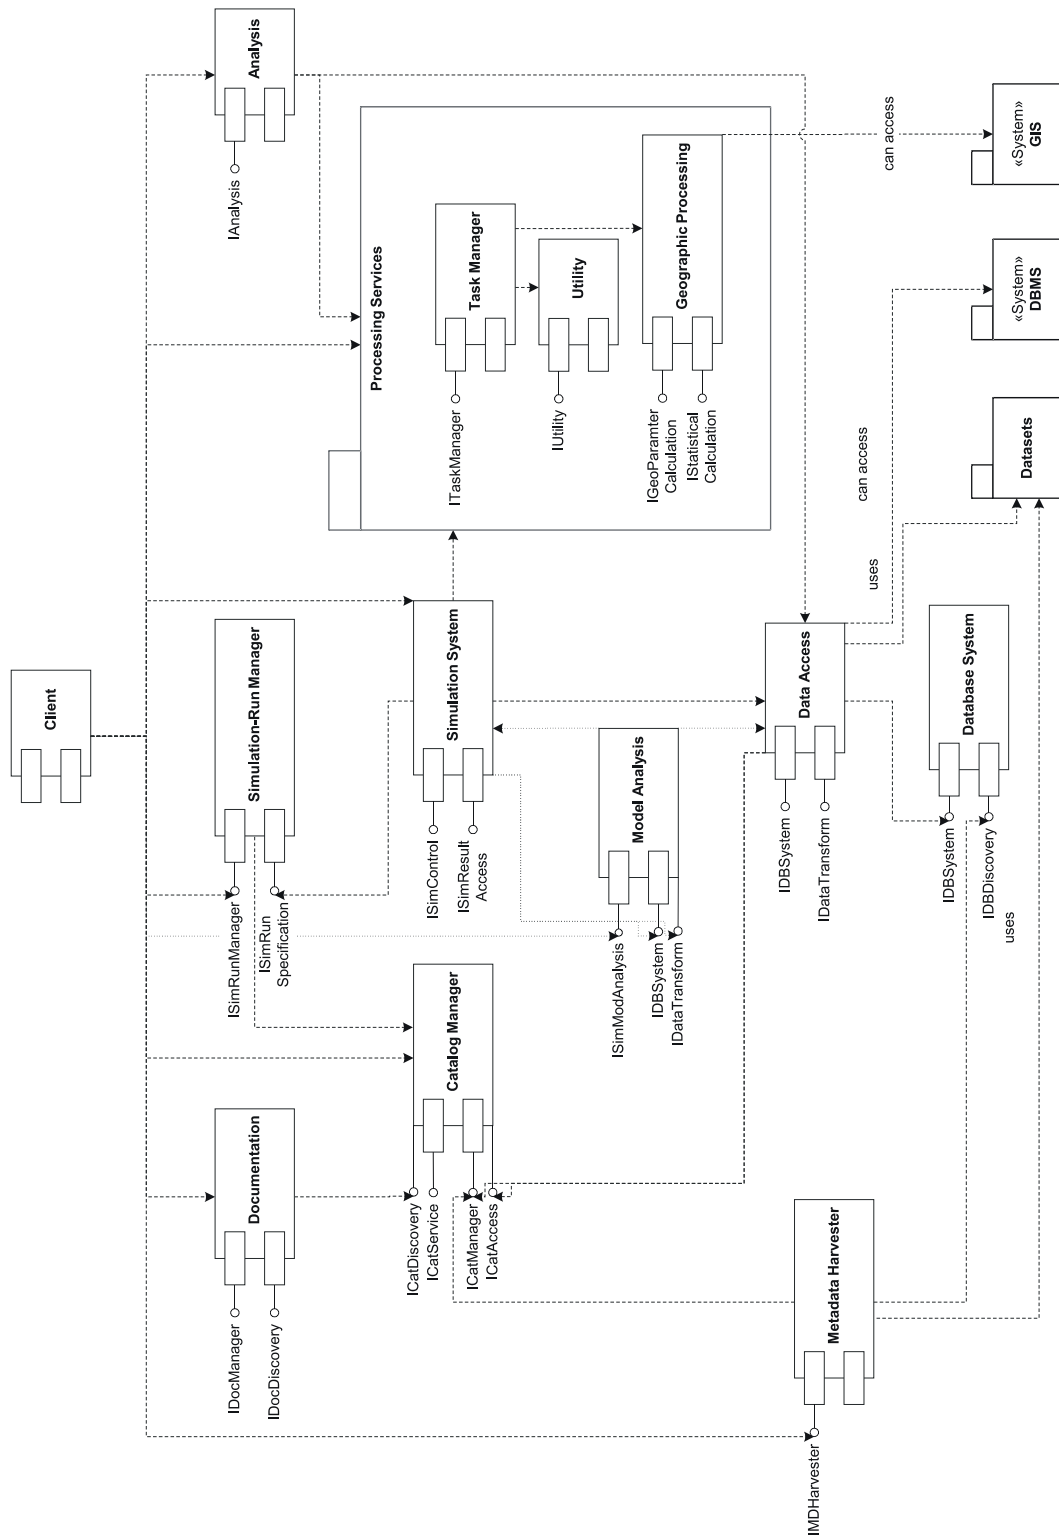 Client
Documentation
IDocManager
IDocDiscovery
Simulation-Run Manager
ISimRunManager
ISimRun
Specification
Analysis
IAnalysis
Catalog Manager
ICatDiscovery
ICatService
ICatManager
ICatAccess
Simulation System
ISimControl
ISimResult
Access
Processing Services
Task Manager
ITaskManager
Utility
IUtility
Geographic Processing
IGeoParamter
Calculation
IStatistical
Calculation
Model Analysis
ISimModAnalysis
IDBSystem
IDataTransform
Metadata Harvester
IMDHarvester
Data Access
IDBSystem
IDataTransform
can access
can access
uses
Database System
IDBSystem
IDBDiscovery
uses
Datasets
«System»
DBMS
«System»
GIS